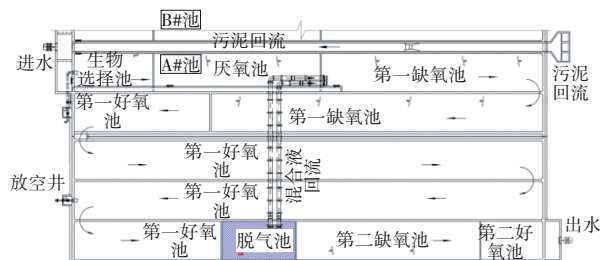 B#池
污泥回流
进水
生物
选择池
A#池
厌氧池
第一缺氧池
污泥
回流
第一好氧
池
第一缺氧池
第一好氧
池
混合液
回流
放空井
第一好氧
池
第一好氧
池
脱气池
第二缺氧池
第二好
氧池
出水